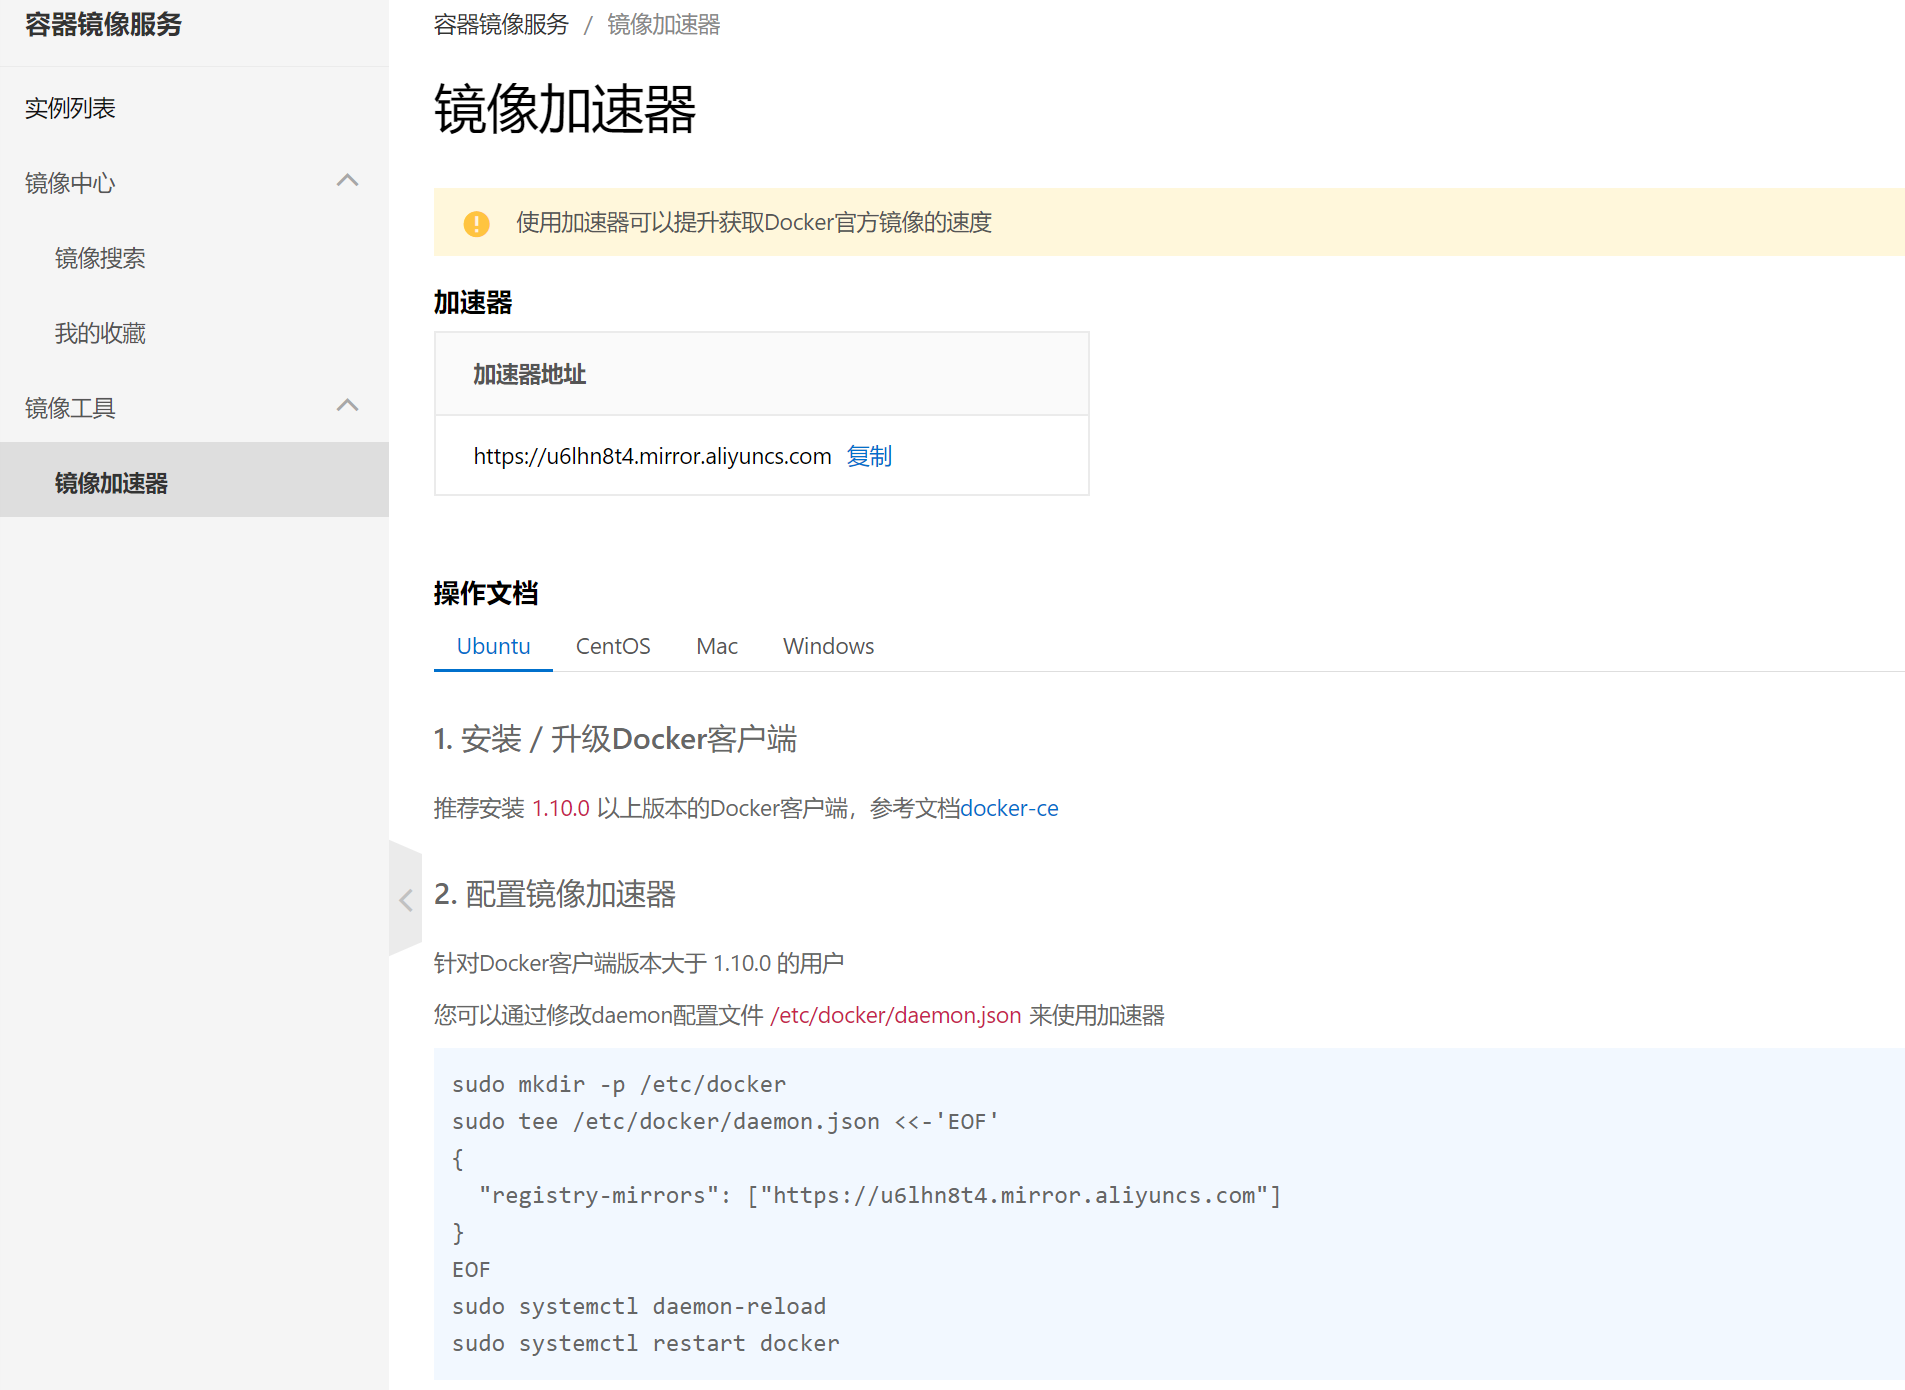 容器镜像服务
实例列表
镜像中心
镜像搜索
我的收藏
镜像工具
镜像加速器
容器镜像服务 / 镜像加速器
镜像加速器
使用加速器可以提升获取Docker官方镜像的速度
加速器
加速器地址
https://u6lhn8t4.mirror.aliyuncs.com 复制
操作文档
Ubuntu CentOS Mac Windows
1. 安装 / 升级Docker客户端
推荐安装 1.10.0 以上版本的Docker客户端，参考文档docker-ce
2. 配置镜像加速器
针对Docker客户端版本大于 1.10.0 的用户
您可以通过修改daemon配置文件 /etc/docker/daemon.json 来使用加速器
sudo mkdir -p /etc/docker
sudo tee /etc/docker/daemon.json <<-'EOF'
{
  "registry-mirrors": ["https://u6lhn8t4.mirror.aliyuncs.com"]
}
EOF
sudo systemctl daemon-reload
sudo systemctl restart docker